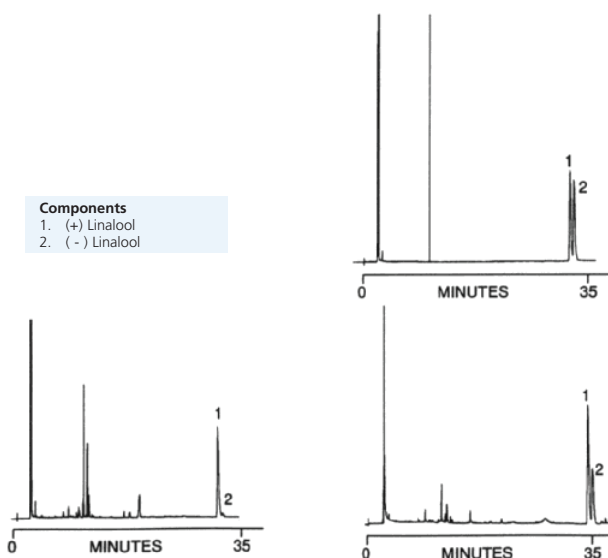 1
2
0 35
MINUTES
Components
1. (+) Linalool
2. ( - ) Linalool
1
2
0 35
MINUTES
1
2
0 35
MINUTES